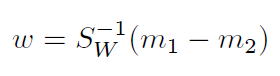 w = S_W^{-1}(m_1 − m_2)